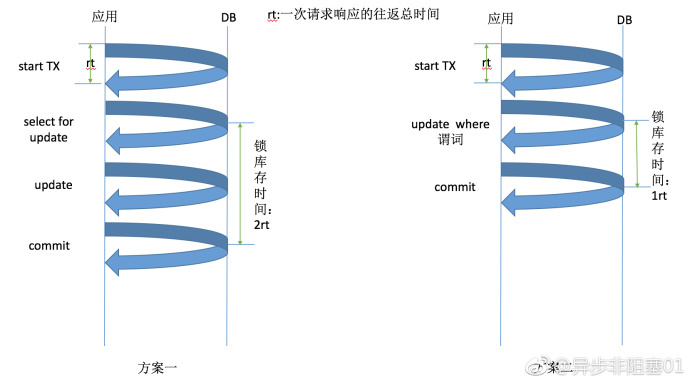 rt:一次请求响应的往返总时间
应用
DB
start TX
rt
select for
update
update
commit
锁库存时间：
2rt
方案一
应用
DB
start TX
rt
update where
谓词
commit
锁库存时间：
1rt
@异步非阻塞01